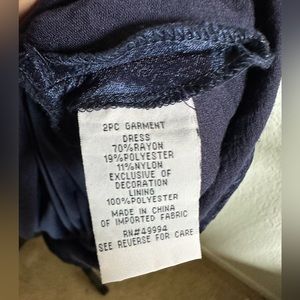 2PC GARMENT
DRESS
70%RAYON
19%POLYESTER
11%NYLON
EXCLUSIVE OF
DECORATION
LINING
100%POLYESTER
MADE IN CHINA
OF IMPORTED FABRIC
RN#49994
SEE REVERSE FOR CARE